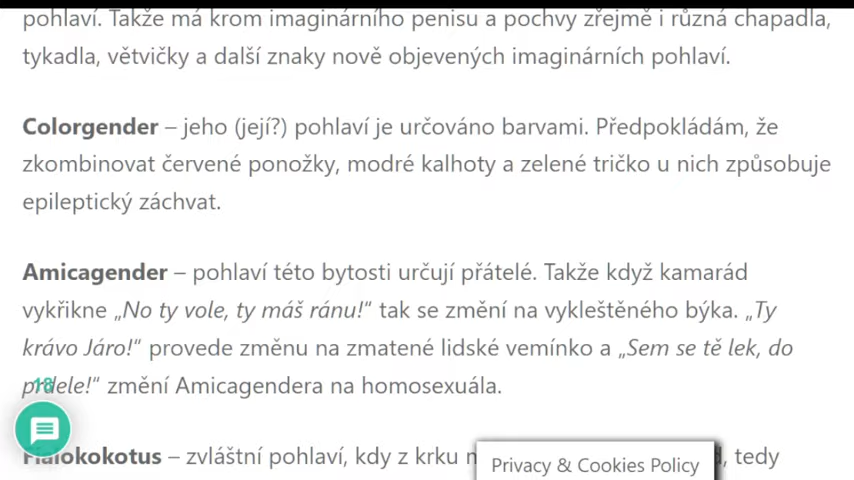 pohlaví. Takže má krom imaginárního penisu a pochvy zřejmě i různá chapadla,
tykadla, větvičky a další znaky nově objevených imaginárních pohlaví.
Colorgender – jeho (její?) pohlaví je určováno barvami. Předpokládám, že
zkombinovat červené ponožky, modré kalhoty a zelené tričko u nich způsobuje
epileptický záchvat.
Amicagender – pohlaví této bytosti určují přátelé. Takže když kamarád
vykřikne „No ty vole, ty máš ránu!“ tak se změní na vykleštěného býka. „Ty
krávo Járo!“ provede změnu na zmatené lidské vemínko a „Sem se tě lek, do
prdele!“ změní Amicagendera na homosexuála.
18
Fialokokotus – zvláštní pohlaví, kdy z krku tedy
Privacy & Cookies Policy